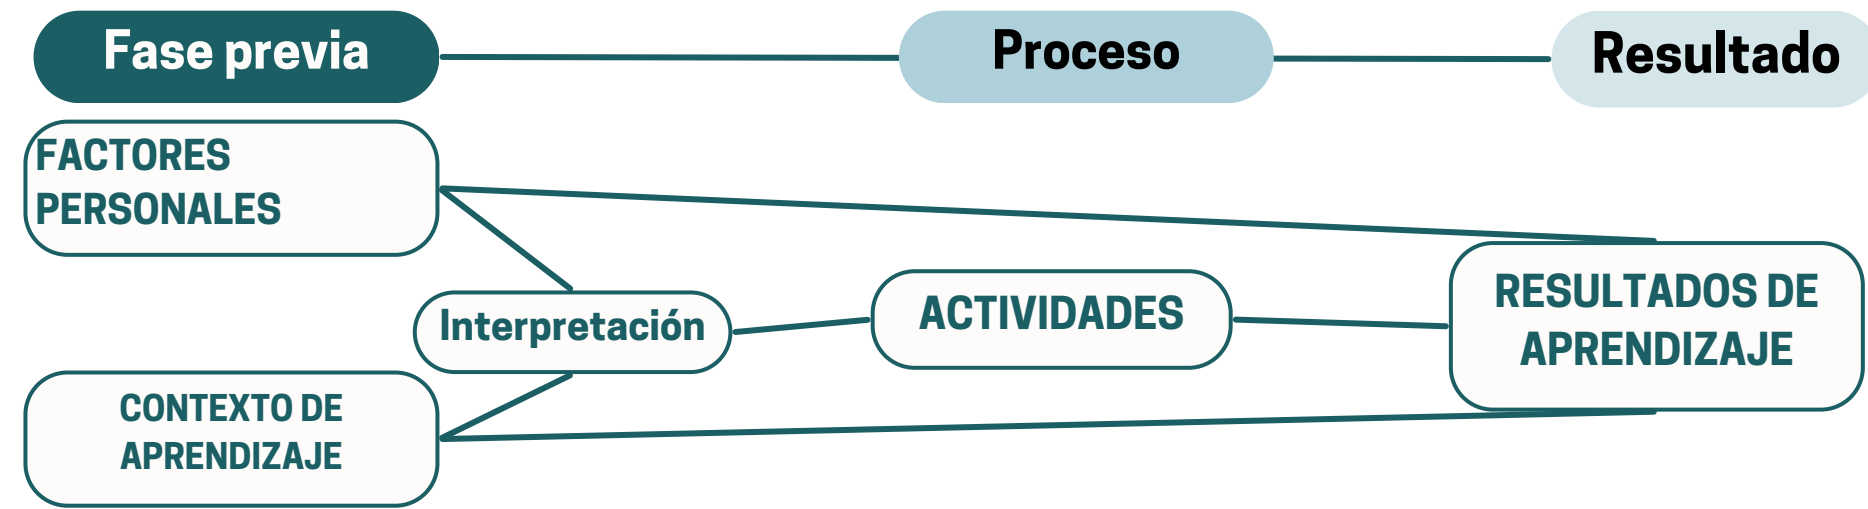 Fase previa
Proceso
Resultado
FACTORES
PERSONALES
Interpretación
ACTIVIDADES
RESULTADOS DE
APRENDIZAJE
CONTEXTO DE
APRENDIZAJE